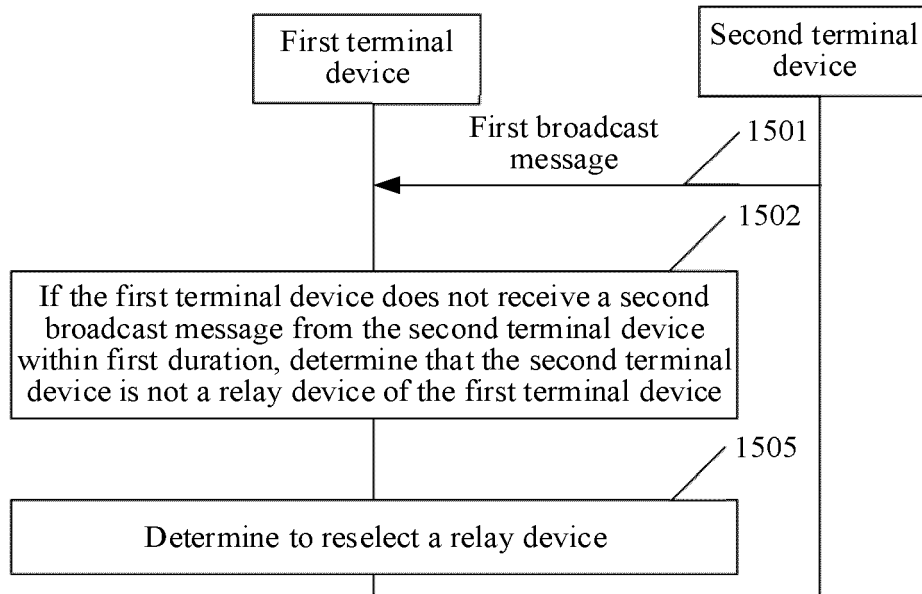 First terminal
device
Second terminal
device
First broadcast
message
1501
1502
If the first terminal device does not receive a second
broadcast message from the second terminal device
within first duration, determine that the second terminal
device is not a relay device of the first terminal device
1505
Determine to reselect a relay device